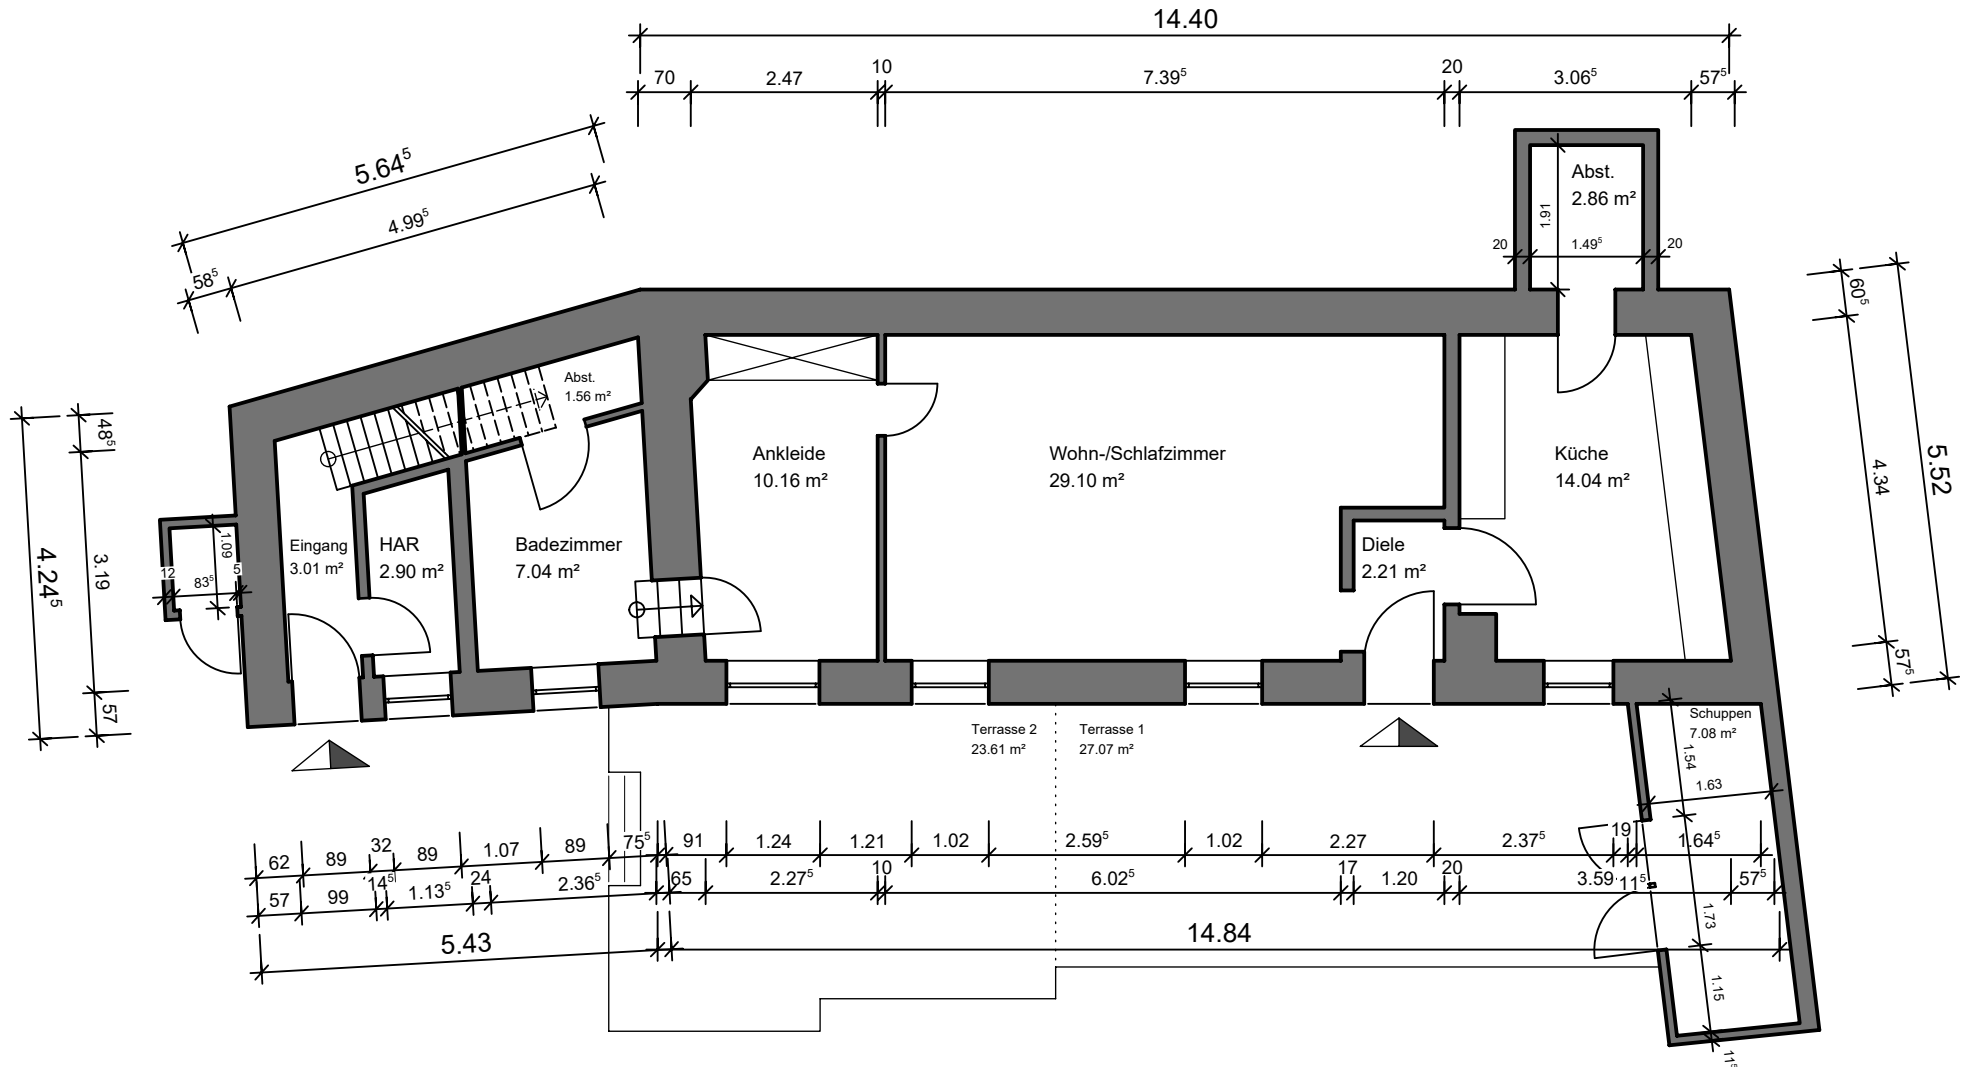 14.40
70 2.47 10 7.39⁵ 20 3.06⁵ 57⁵
5.64⁵
4.99⁵
58⁵
Abst.
2.86 m²
1.91
20 1.49⁵ 20
60⁵
4.34
5.52
57⁵
48⁵
3.19
4.24⁵
57
Abst.
1.56 m²
Ankleide
10.16 m²
Wohn-/Schlafzimmer
29.10 m²
Küche
14.04 m²
Eingang
3.01 m²
HAR
2.90 m²
Badezimmer
7.04 m²
Diele
2.21 m²
1.09
12 83⁵ 5
Terrasse 2
23.61 m²
Terrasse 1
27.07 m²
Schuppen
7.08 m²
1.54
1.63
62 89 32 89 1.07 89 75⁵ 91 1.24 1.21 1.02 2.59⁵ 1.02 2.27 2.37⁵ 19 1.64⁵
57 99 14⁵ 1.13⁵ 24 2.36⁵ 65 2.27⁵ 10 6.02⁵ 17 1.20 20 3.59 11⁵ 57⁵
5.43 14.84
1.73
1.15
11⁵